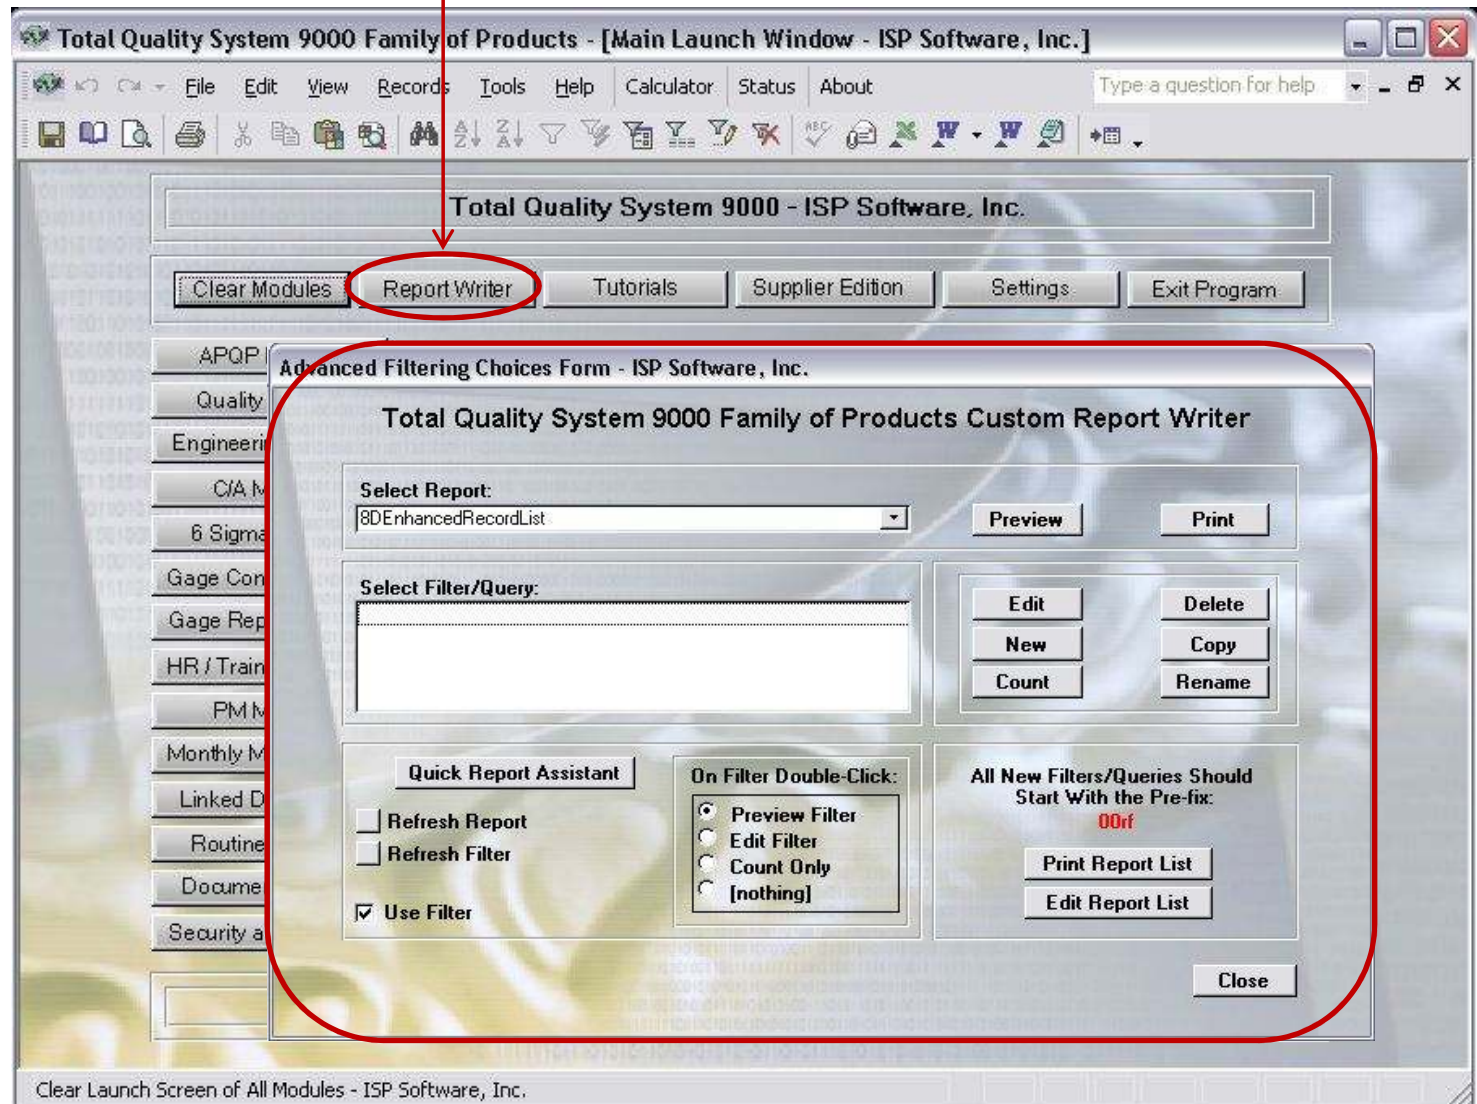 Total Quality System 9000 Family of Products - [Main Launch Window - ISP Software, Inc.]
File Edit View Records Tools Help Calculator Status About Type a question for help
Total Quality System 9000 - ISP Software, Inc.
Clear Modules Report Writer Tutorials Supplier Edition Settings Exit Program
APQP
Advanced Filtering Choices Form - ISP Software, Inc.
Quality
Total Quality System 9000 Family of Products Custom Report Writer
Engineeri
C/A M
Select Report:
8DEnhancedRecordList Preview Print
6 Sigma
Gage Con
Select Filter/Query:
Edit Delete
Gage Rep
New Copy
HR / Train
Count Rename
PM M
Monthly M
Quick Report Assistant On Filter Double-Click: All New Filters/Queries Should
Start With the Pre-fix:
Linked D
Refresh Report Preview Filter 00rf
Routine
Refresh Filter Edit Filter
Count Only Print Report List
Docume
[nothing] Edit Report List
Use Filter
Security a
Close
Clear Launch Screen of All Modules - ISP Software, Inc.